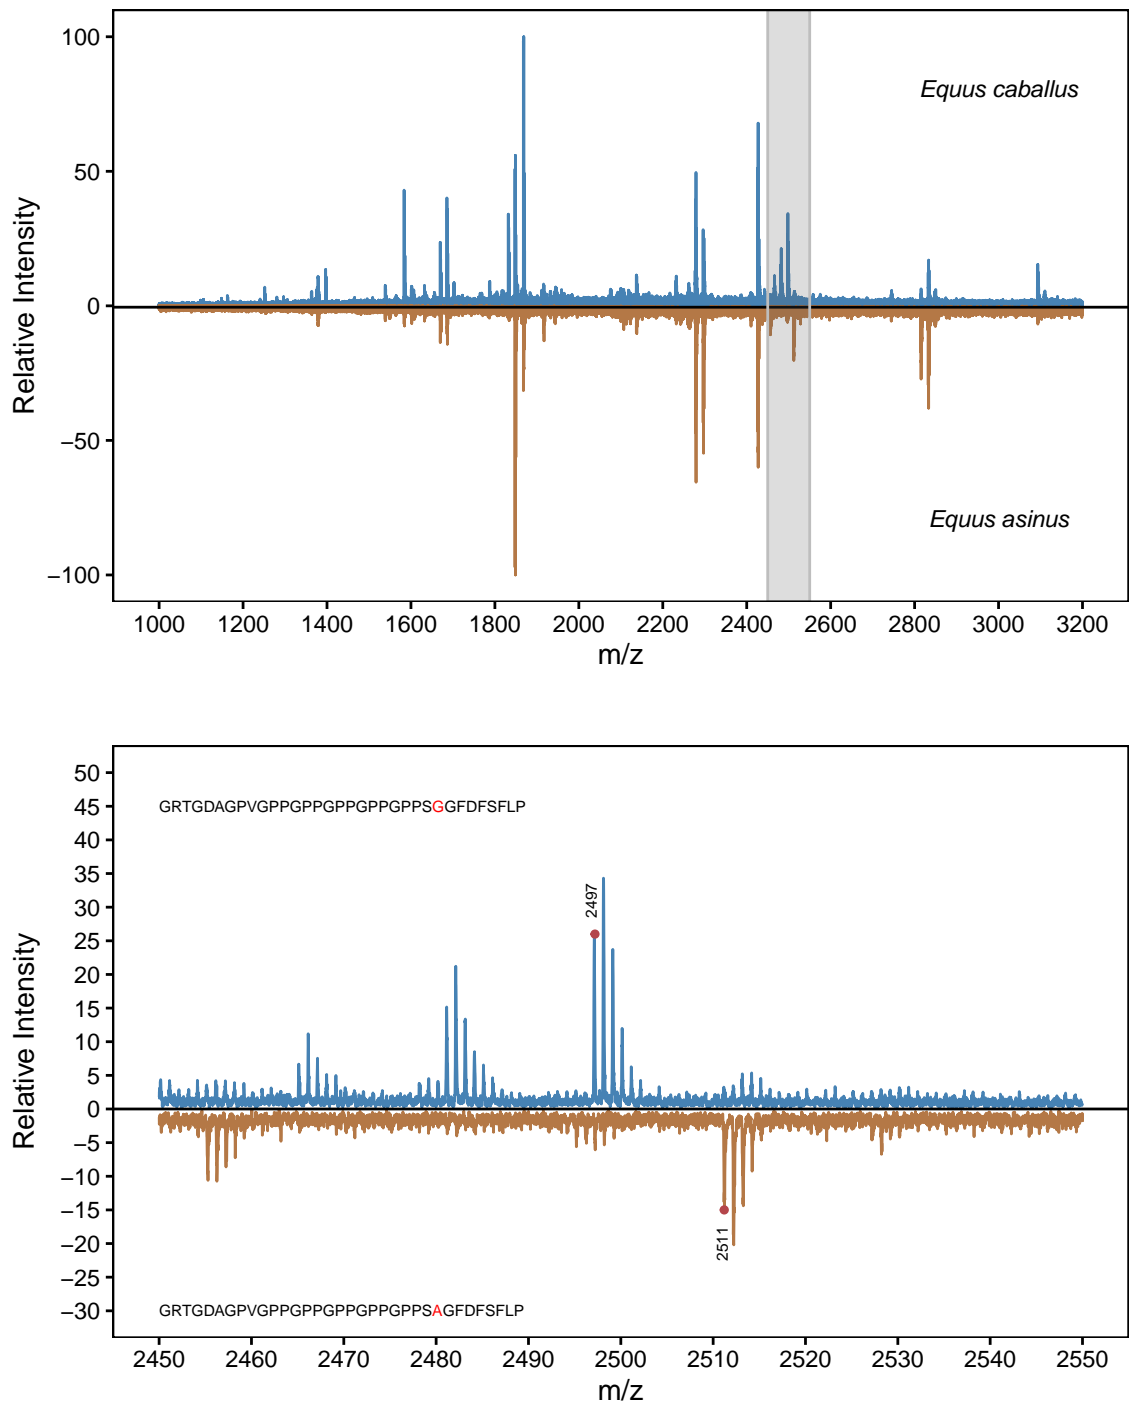 100
Equus caballus
50
Relative Intensity
0
−50
Equus asinus
−100
1000 1200 1400 1600 1800 2000 2200 2400 2600 2800 3000 3200
m/z
50
GRTGDAGPVGPPGPPGPPGPPGPPSGGFDFSFLP
45
40
35
2497
30
25
20
15
Relative Intensity
10
5
0
−5
−10
−15
2511
−20
−25
GRTGDAGPVGPPGPPGPPGPPGPPSAGFDFSFLP
−30
2450 2460 2470 2480 2490 2500 2510 2520 2530 2540 2550
m/z